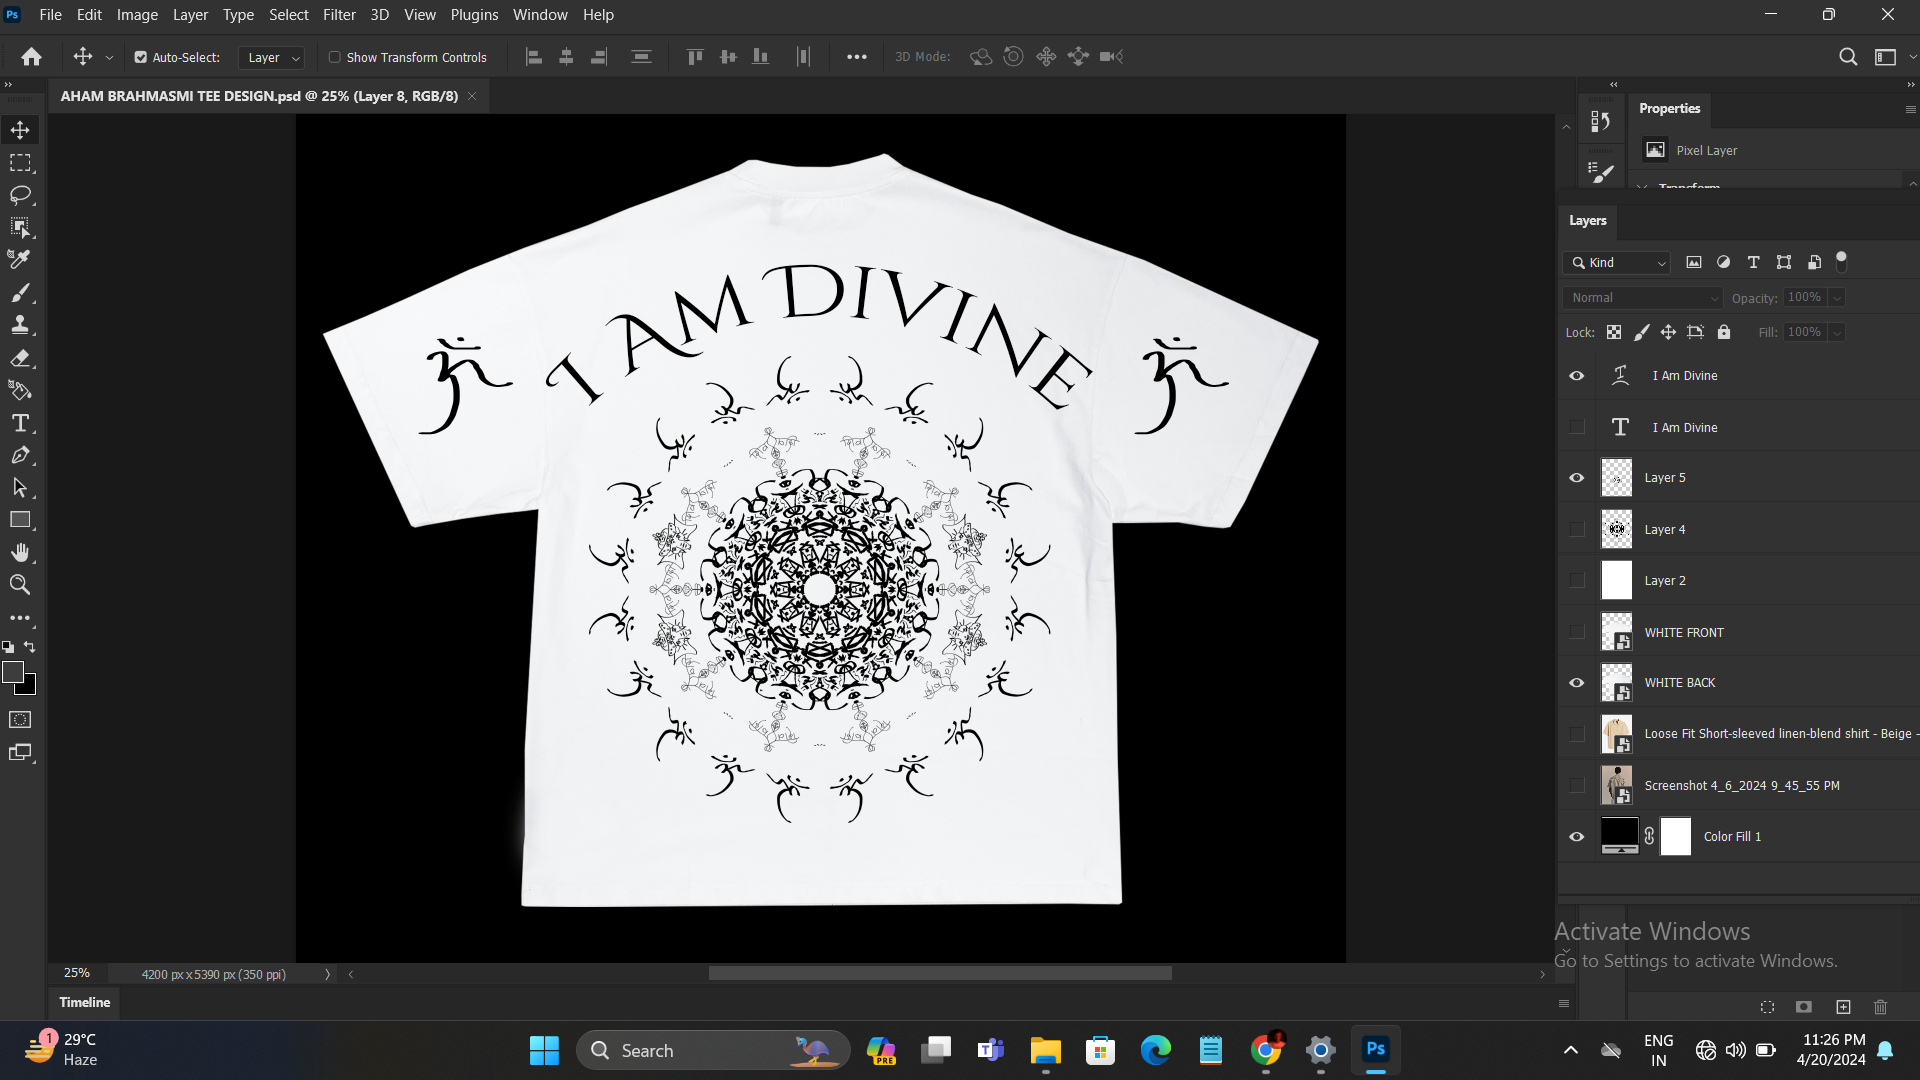 Ps File Edit Image Layer Type Select Filter 3D View Plugins Window Help
Auto-Select: Layer Show Transform Controls 3D Mode:
AHAM BRAHMASMI TEE DESIGN.psd @ 25% (Layer 8, RGB/8)
Properties
Pixel Layer
Transform
Layers
Kind
Normal Opacity: 100%
Lock: Fill: 100%
I Am Divine
I Am Divine
Layer 5
Layer 4
Layer 2
WHITE FRONT
WHITE BACK
Loose Fit Short-sleeved linen-blend shirt - Beige -
Screenshot 4_6_2024 9_45_55 PM
Color Fill 1
I AM DIVINE
ॐ ॐ
Activate Windows
Go to Settings to activate Windows.
25% 4200 px x 5390 px (350 ppi)
Timeline
1 29°C
Haze
Search
PRE
Ps
ENG
IN
11:26 PM
4/20/2024